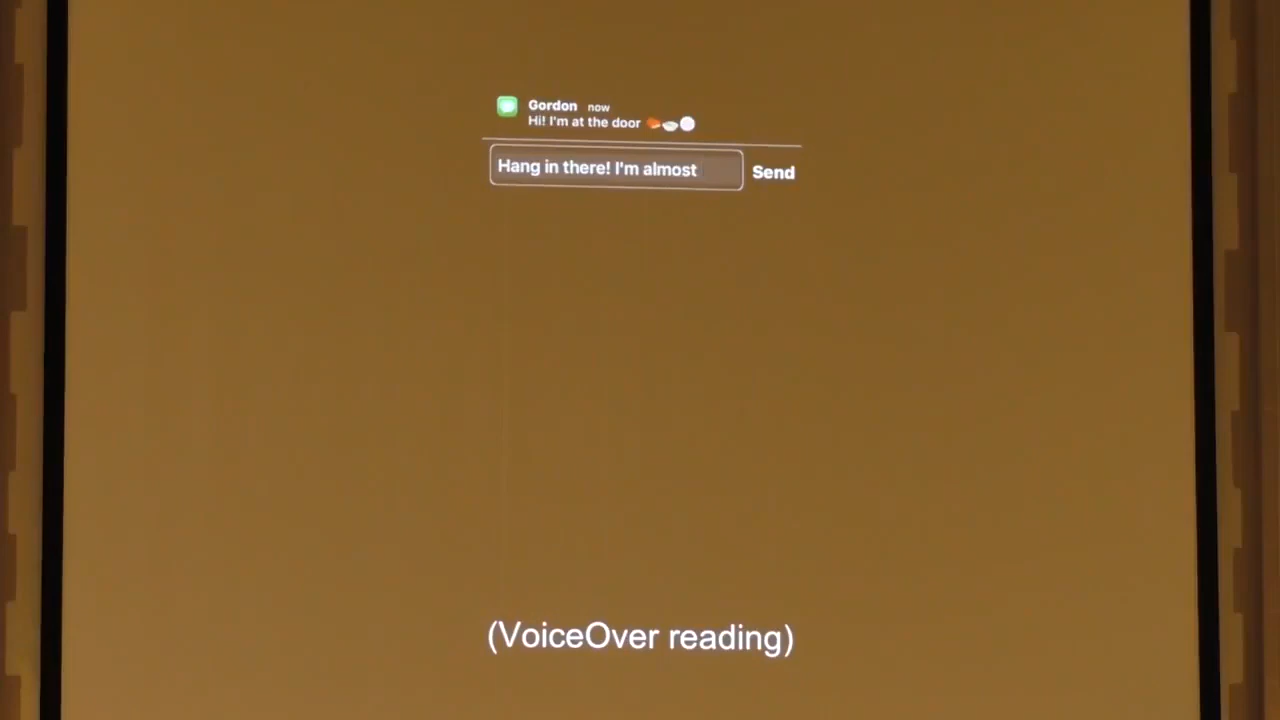 Gordon now
Hi! I'm at the door
Hang in there! I'm almost
Send
(VoiceOver reading)